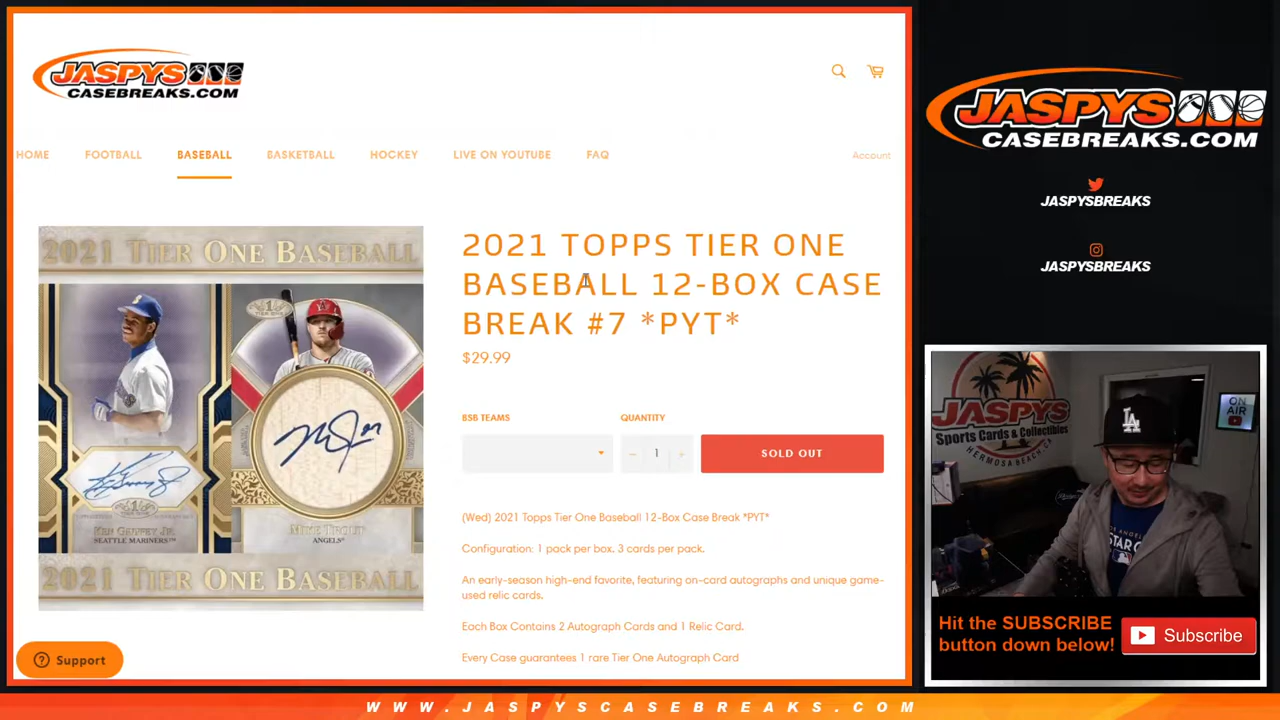 JASPYS
CASEBREAKS.COM
HOME
FOOTBALL
BASEBALL
BASKETBALL
HOCKEY
LIVE ON YOUTUBE
FAQ
Account
2021 TIER ONE BASEBALL
KEN GRIFFEY JR.
SEATTLE MARINERS™
MIKE TROUT
ANGELS®
2021 TIER ONE BASEBALL
2021 TOPPS TIER ONE
BASEBALL 12-BOX CASE
BREAK #7 *PYT*
$29.99
BSB TEAMS
QUANTITY
1
SOLD OUT
(Wed) 2021 Topps Tier One Baseball 12-Box Case Break *PYT*
Configuration: 1 pack per box. 3 cards per pack.
An early-season high-end favorite, featuring on-card autographs and unique game-
used relic cards.
Each Box Contains 2 Autograph Cards and 1 Relic Card.
Every Case guarantees 1 rare Tier One Autograph Card
Support
JASPYS
CASEBREAKS.COM
JASPYSBREAKS
JASPYSBREAKS
JASPYS
Sports Cards & Collectibles
HERMOSA BEACH, CA
ON
AIR
LA
Hit the SUBSCRIBE
button down below!
Subscribe
WWW.JASPYSCASEBREAKS.COM